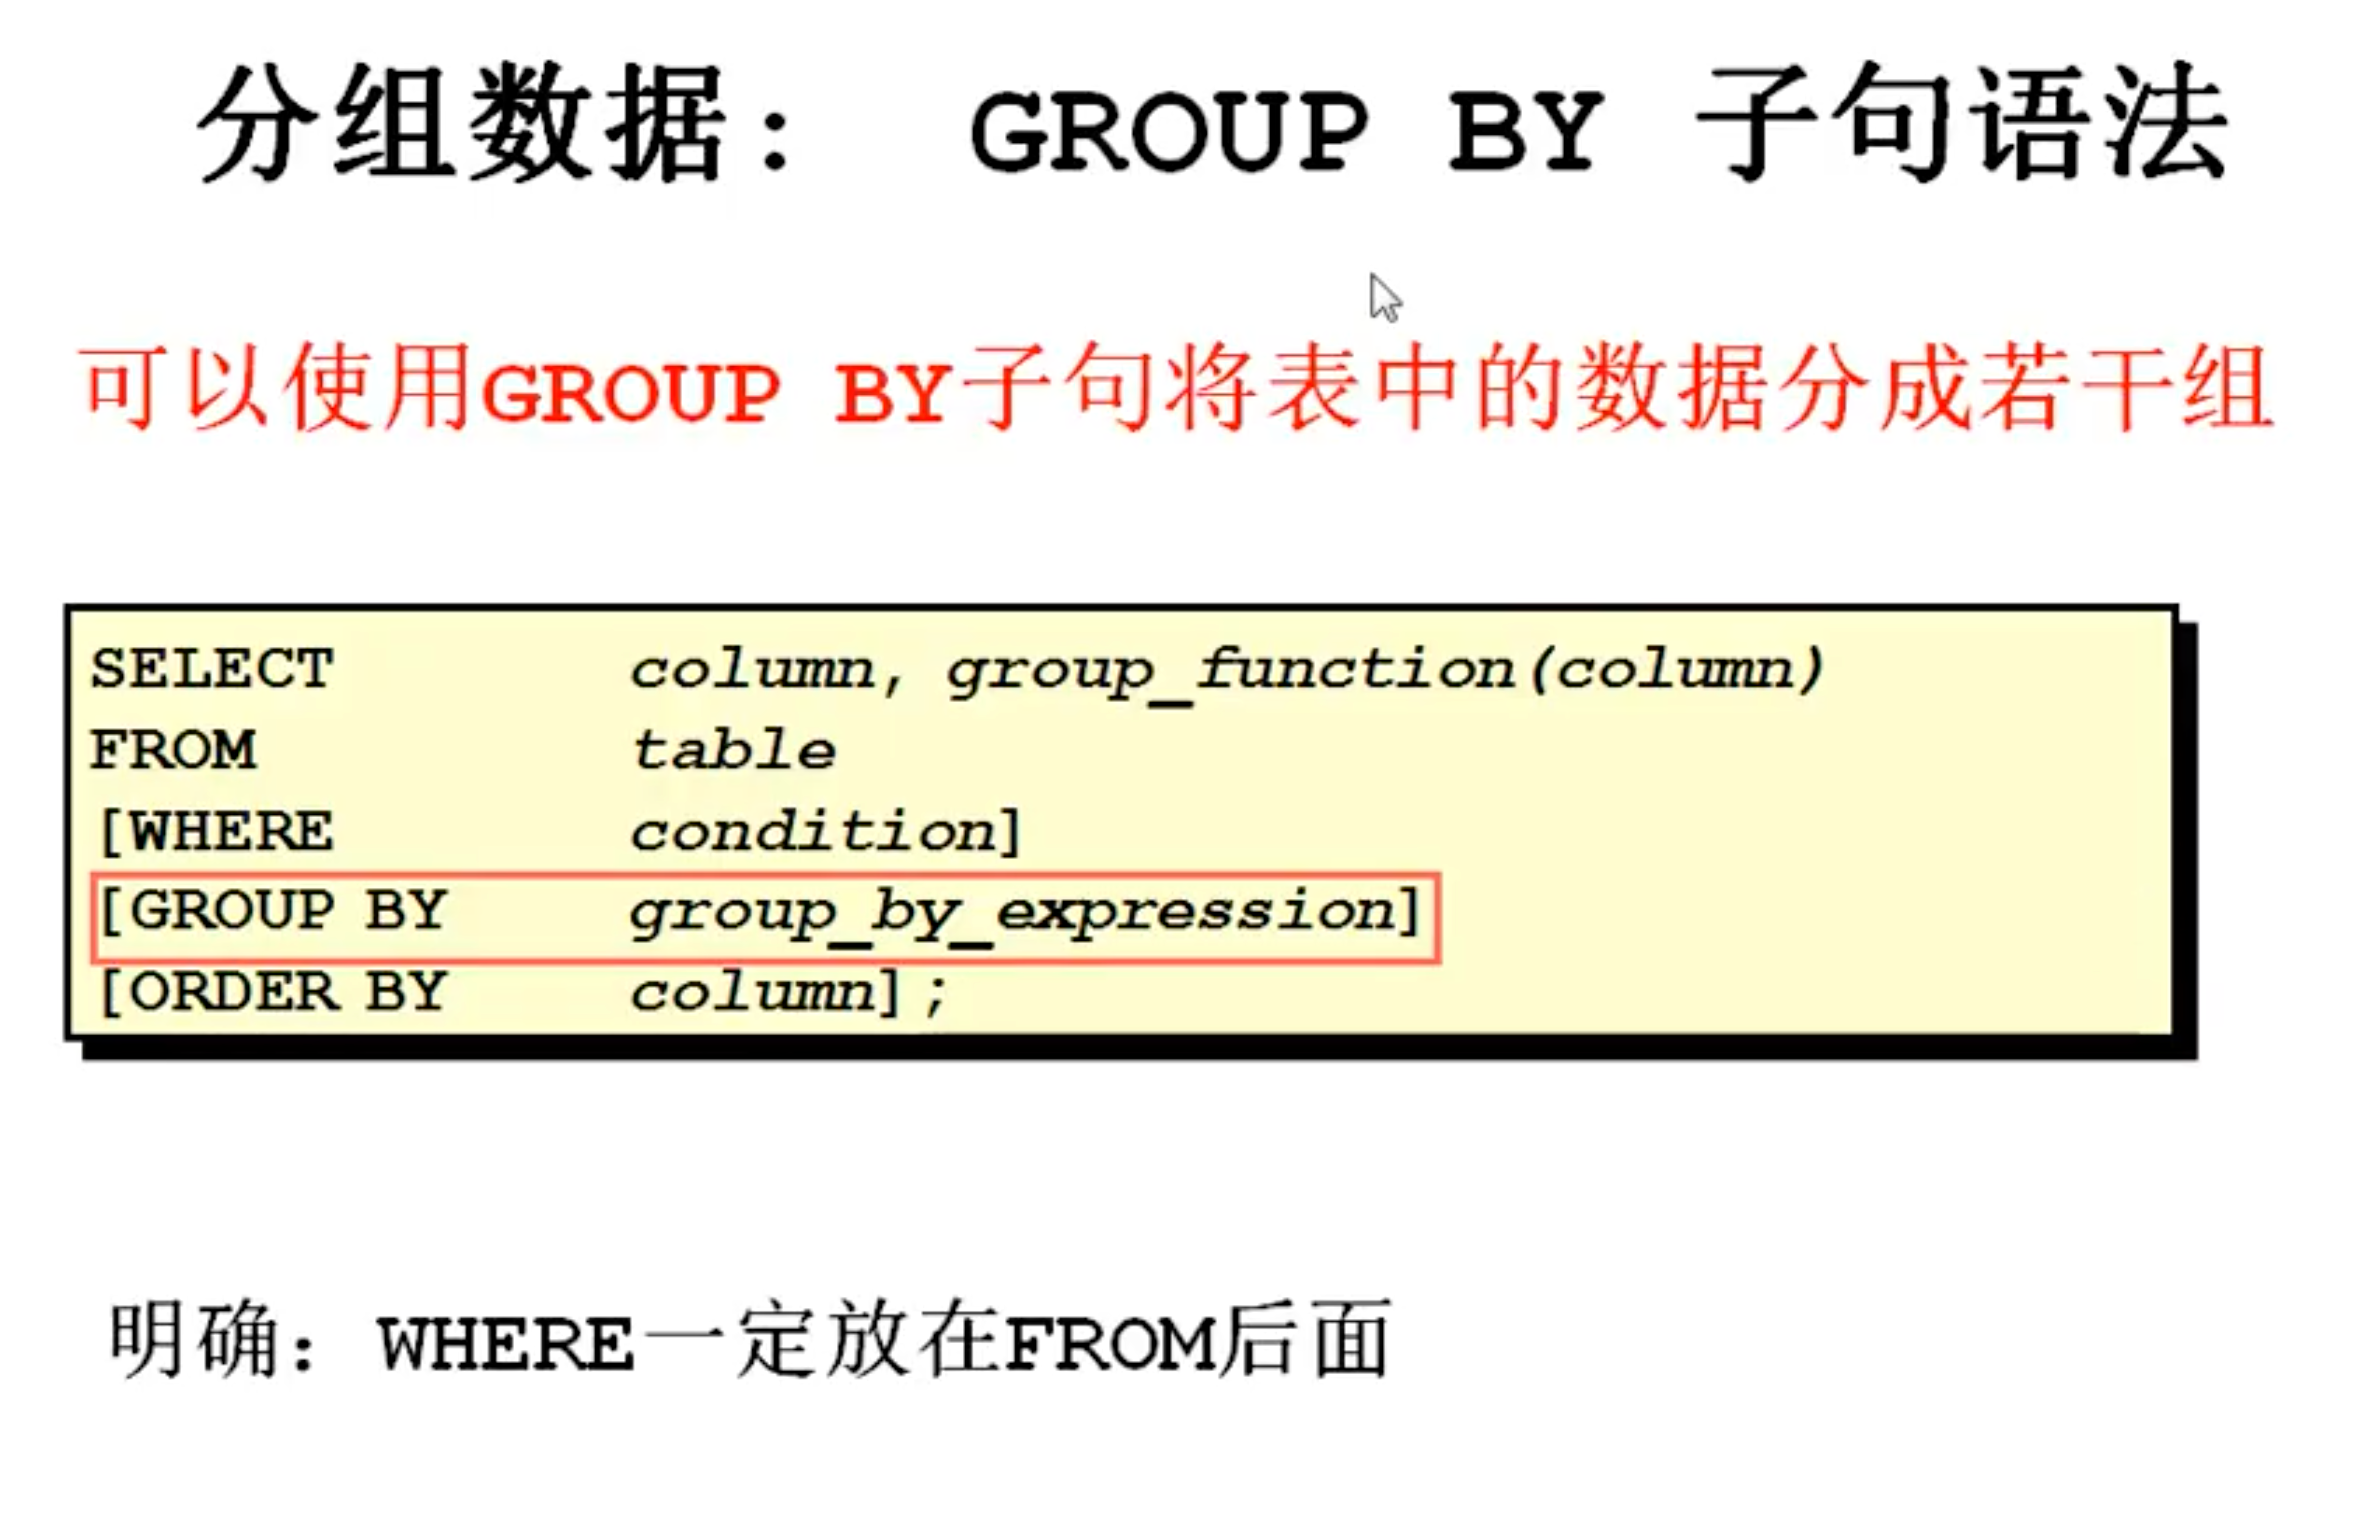 分组数据: GROUP BY 子句语法
可以使用GROUP BY子句将表中的数据分成若干组
SELECT column, group_function(column)
FROM table
[WHERE condition]
[GROUP BY group_by_expression]
[ORDER BY column];
明确: WHERE一定放在FROM后面